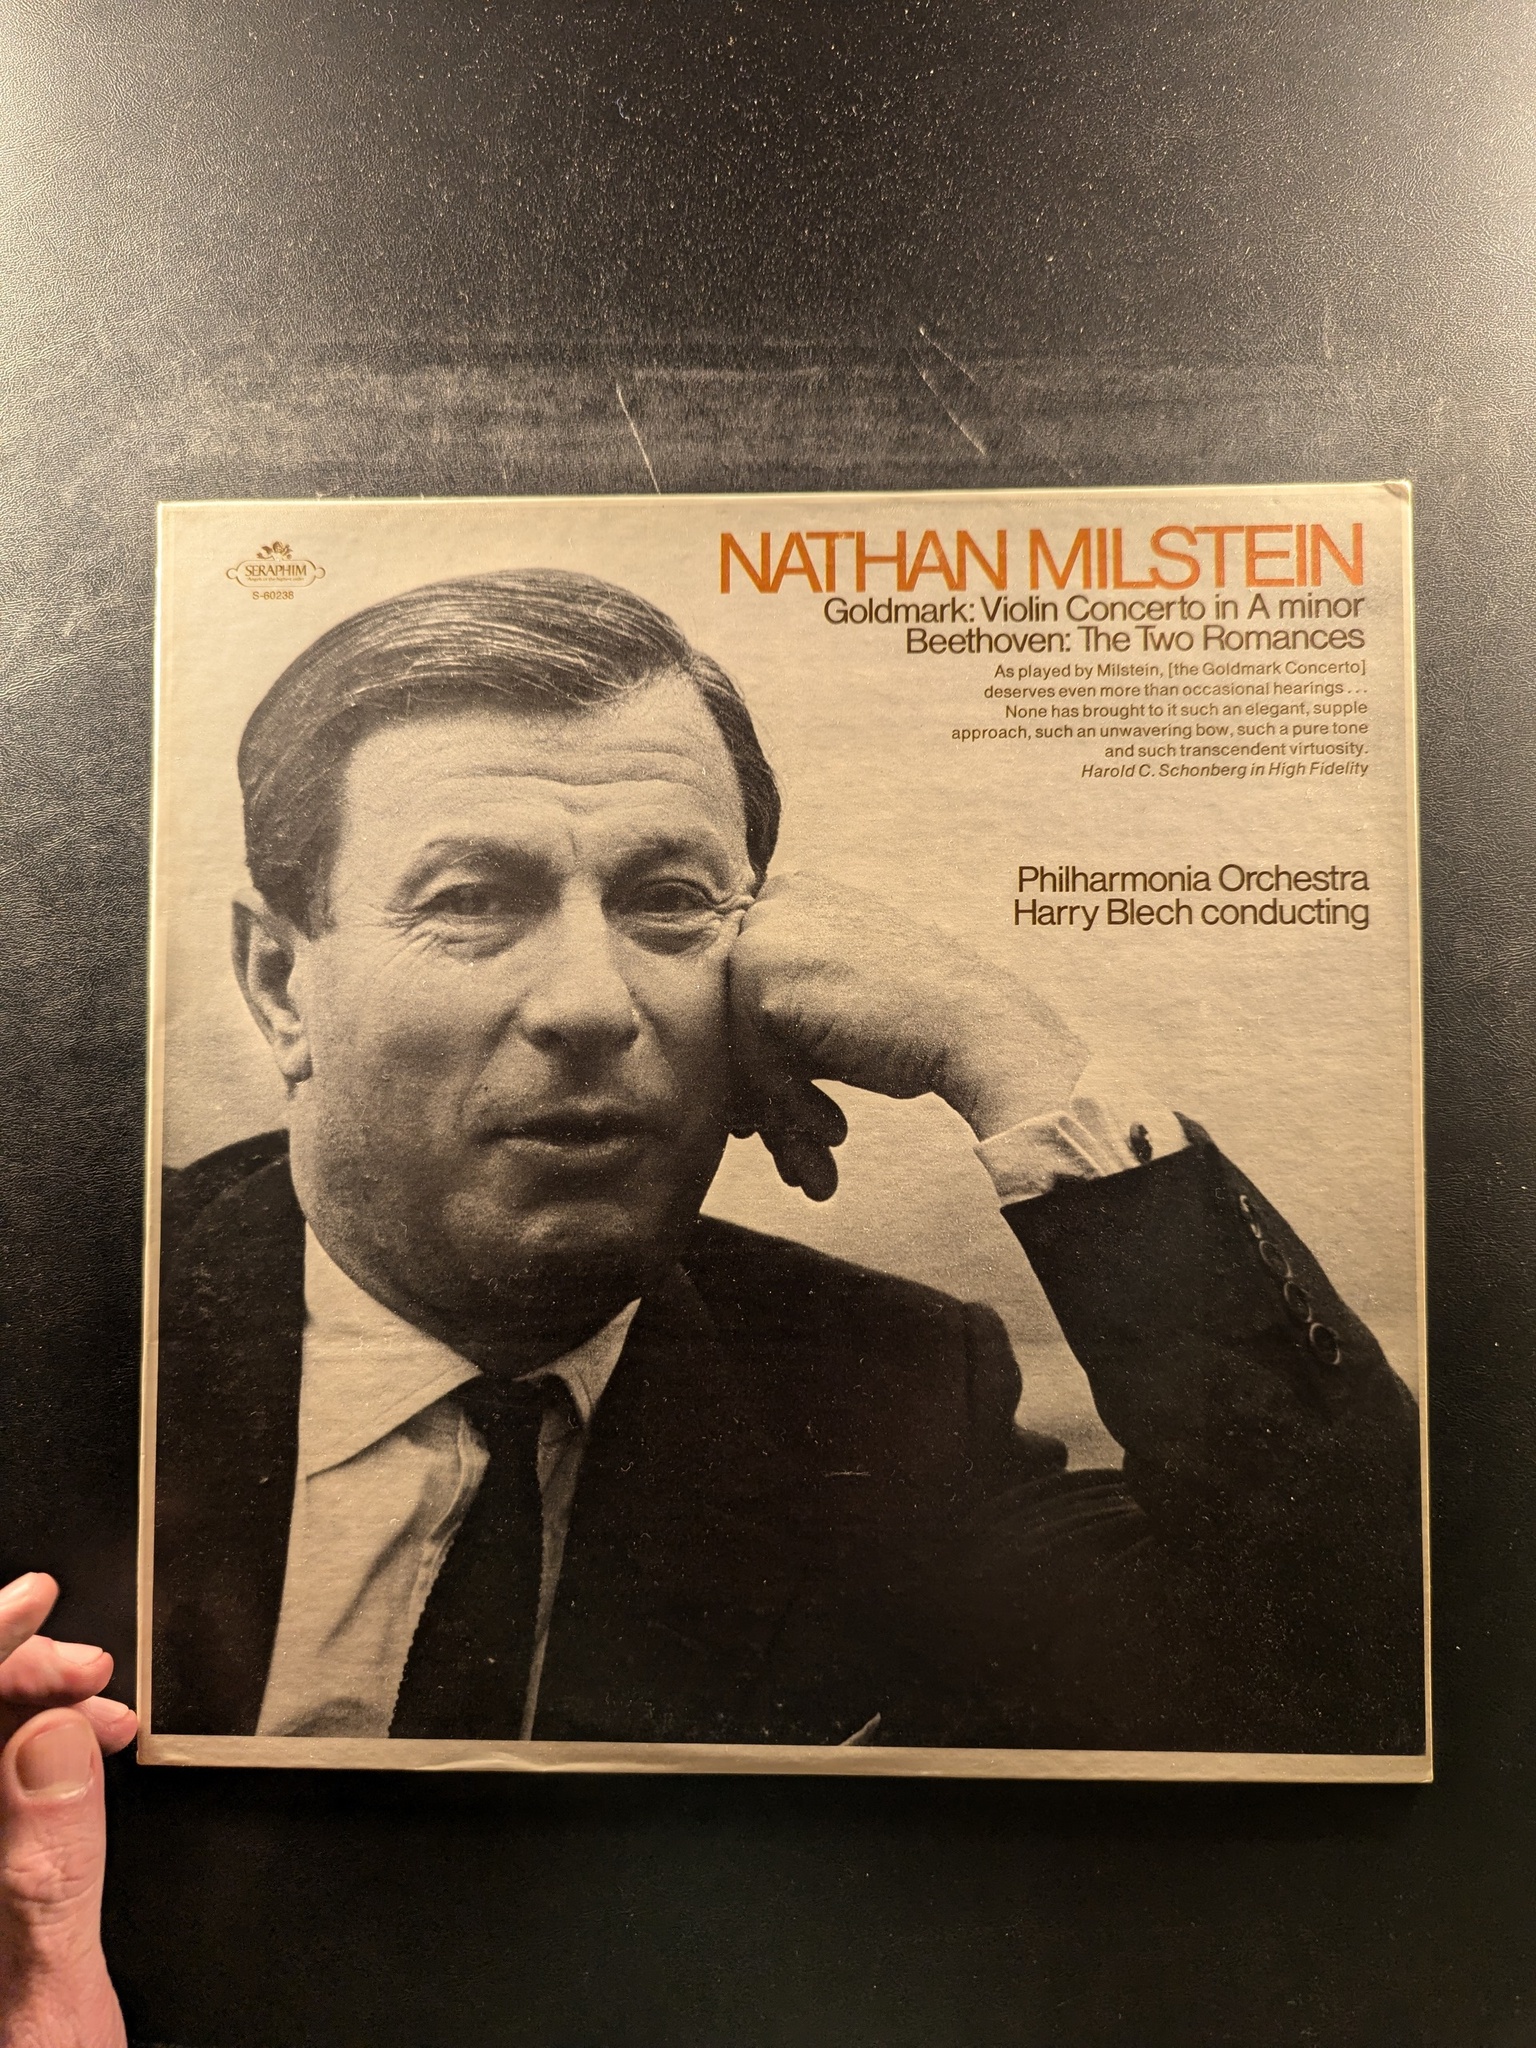 SERAPHIM
S-60238
NATHAN MILSTEIN
Goldmark: Violin Concerto in A minor
Beethoven: The Two Romances
As played by Milstein, [the Goldmark Concerto]
deserves even more than occasional hearings...
None has brought to it such an elegant, supple
approach, such an unwavering bow, such a pure tone
and such transcendent virtuosity.
Harold C. Schonberg in High Fidelity
Philharmonia Orchestra
Harry Blech conducting